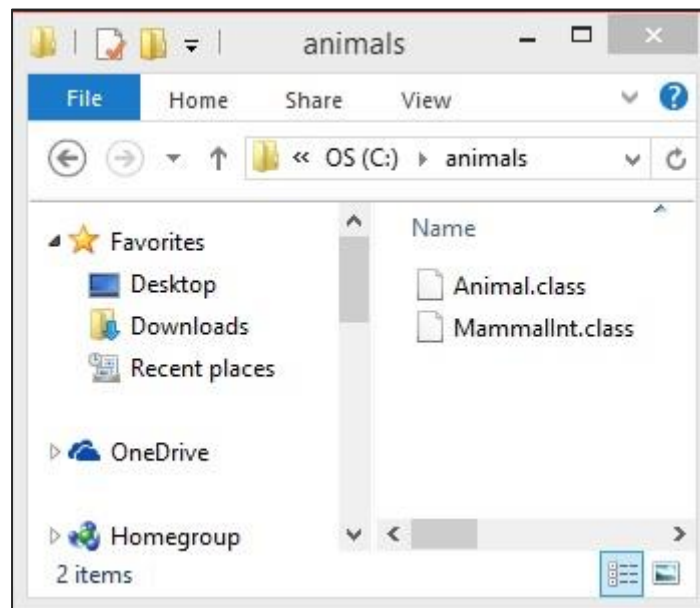 animals
File Home Share View
« OS (C:) animals
Favorites
Desktop
Downloads
Recent places
OneDrive
Homegroup
Name
Animal.class
MammalInt.class
2 items